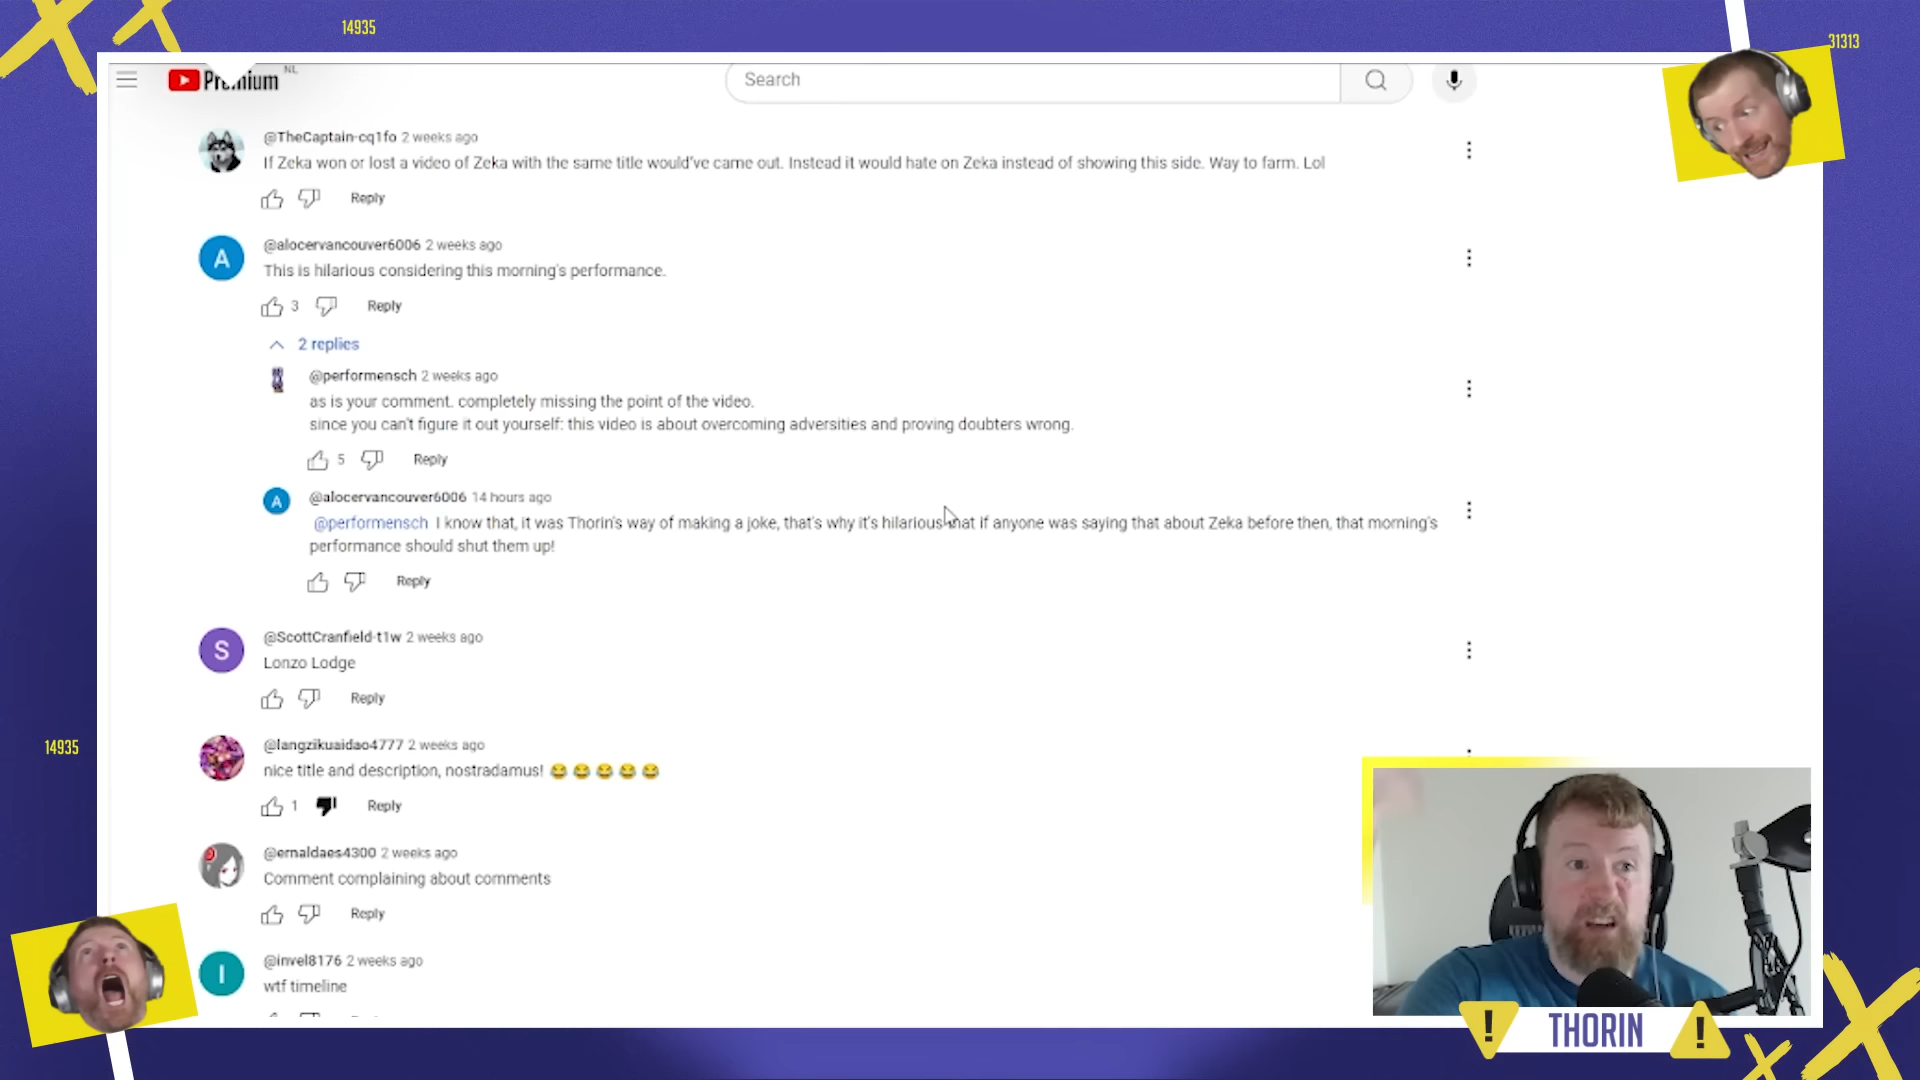 14935
31313
Premium NL
Search
@TheCaptain-cq1fo 2 weeks ago
If Zeka won or lost a video of Zeka with the same title would've came out. Instead it would hate on Zeka instead of showing this side. Way to farm. Lol
Reply
A
@alocervancouver6006 2 weeks ago
This is hilarious considering this morning's performance.
3 Reply
2 replies
@performensch 2 weeks ago
as is your comment. completely missing the point of the video.
since you can't figure it out yourself: this video is about overcoming adversities and proving doubters wrong.
5 Reply
A
@alocervancouver6006 14 hours ago
@performensch I know that, it was Thorin's way of making a joke, that's why it's hilarious that if anyone was saying that about Zeka before then, that morning's
performance should shut them up!
Reply
S
@ScottCranfield-t1w 2 weeks ago
Lonzo Lodge
Reply
14935
@langzikuaidao4777 2 weeks ago
nice title and description, nostradamus! 😂 😂 😂 😂 😂
1 Reply
@ernaldaes4300 2 weeks ago
Comment complaining about comments
Reply
I
@invel8176 2 weeks ago
wtf timeline
! THORIN !